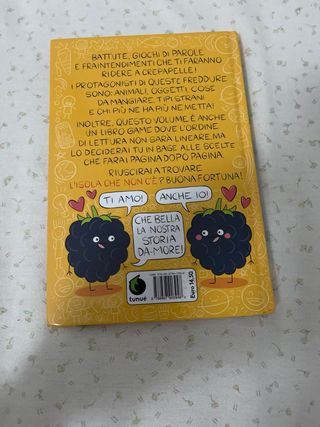 BATTUTE, GIOCHI DI PAROLE
E FRAINTENDIMENTI CHE TI FARANNO
RIDERE A CREPAPELLE!
I PROTAGONISTI DI QUESTE FREDDURE
SONO: ANIMALI, OGGETTI, COSE
DA MANGIARE, TIPI STRANI
E CHI PIÙ NE HA PIÙ NE METTA!
INOLTRE, QUESTO VOLUME È ANCHE
UN LIBRO GAME DOVE L'ORDINE
DI LETTURA NON SARÀ LINEARE, MA
LO DECIDERAI TU IN BASE ALLE SCELTE
CHE FARAI PAGINA DOPO PAGINA.
RIUSCIRAI A TROVARE
L'ISOLA CHE NON C'È? BUONA FORTUNA!
TI AMO!
ANCHE IO!
CHE BELLA
LA NOSTRA
STORIA
DA-MORE!
tunué
Euro 14,50